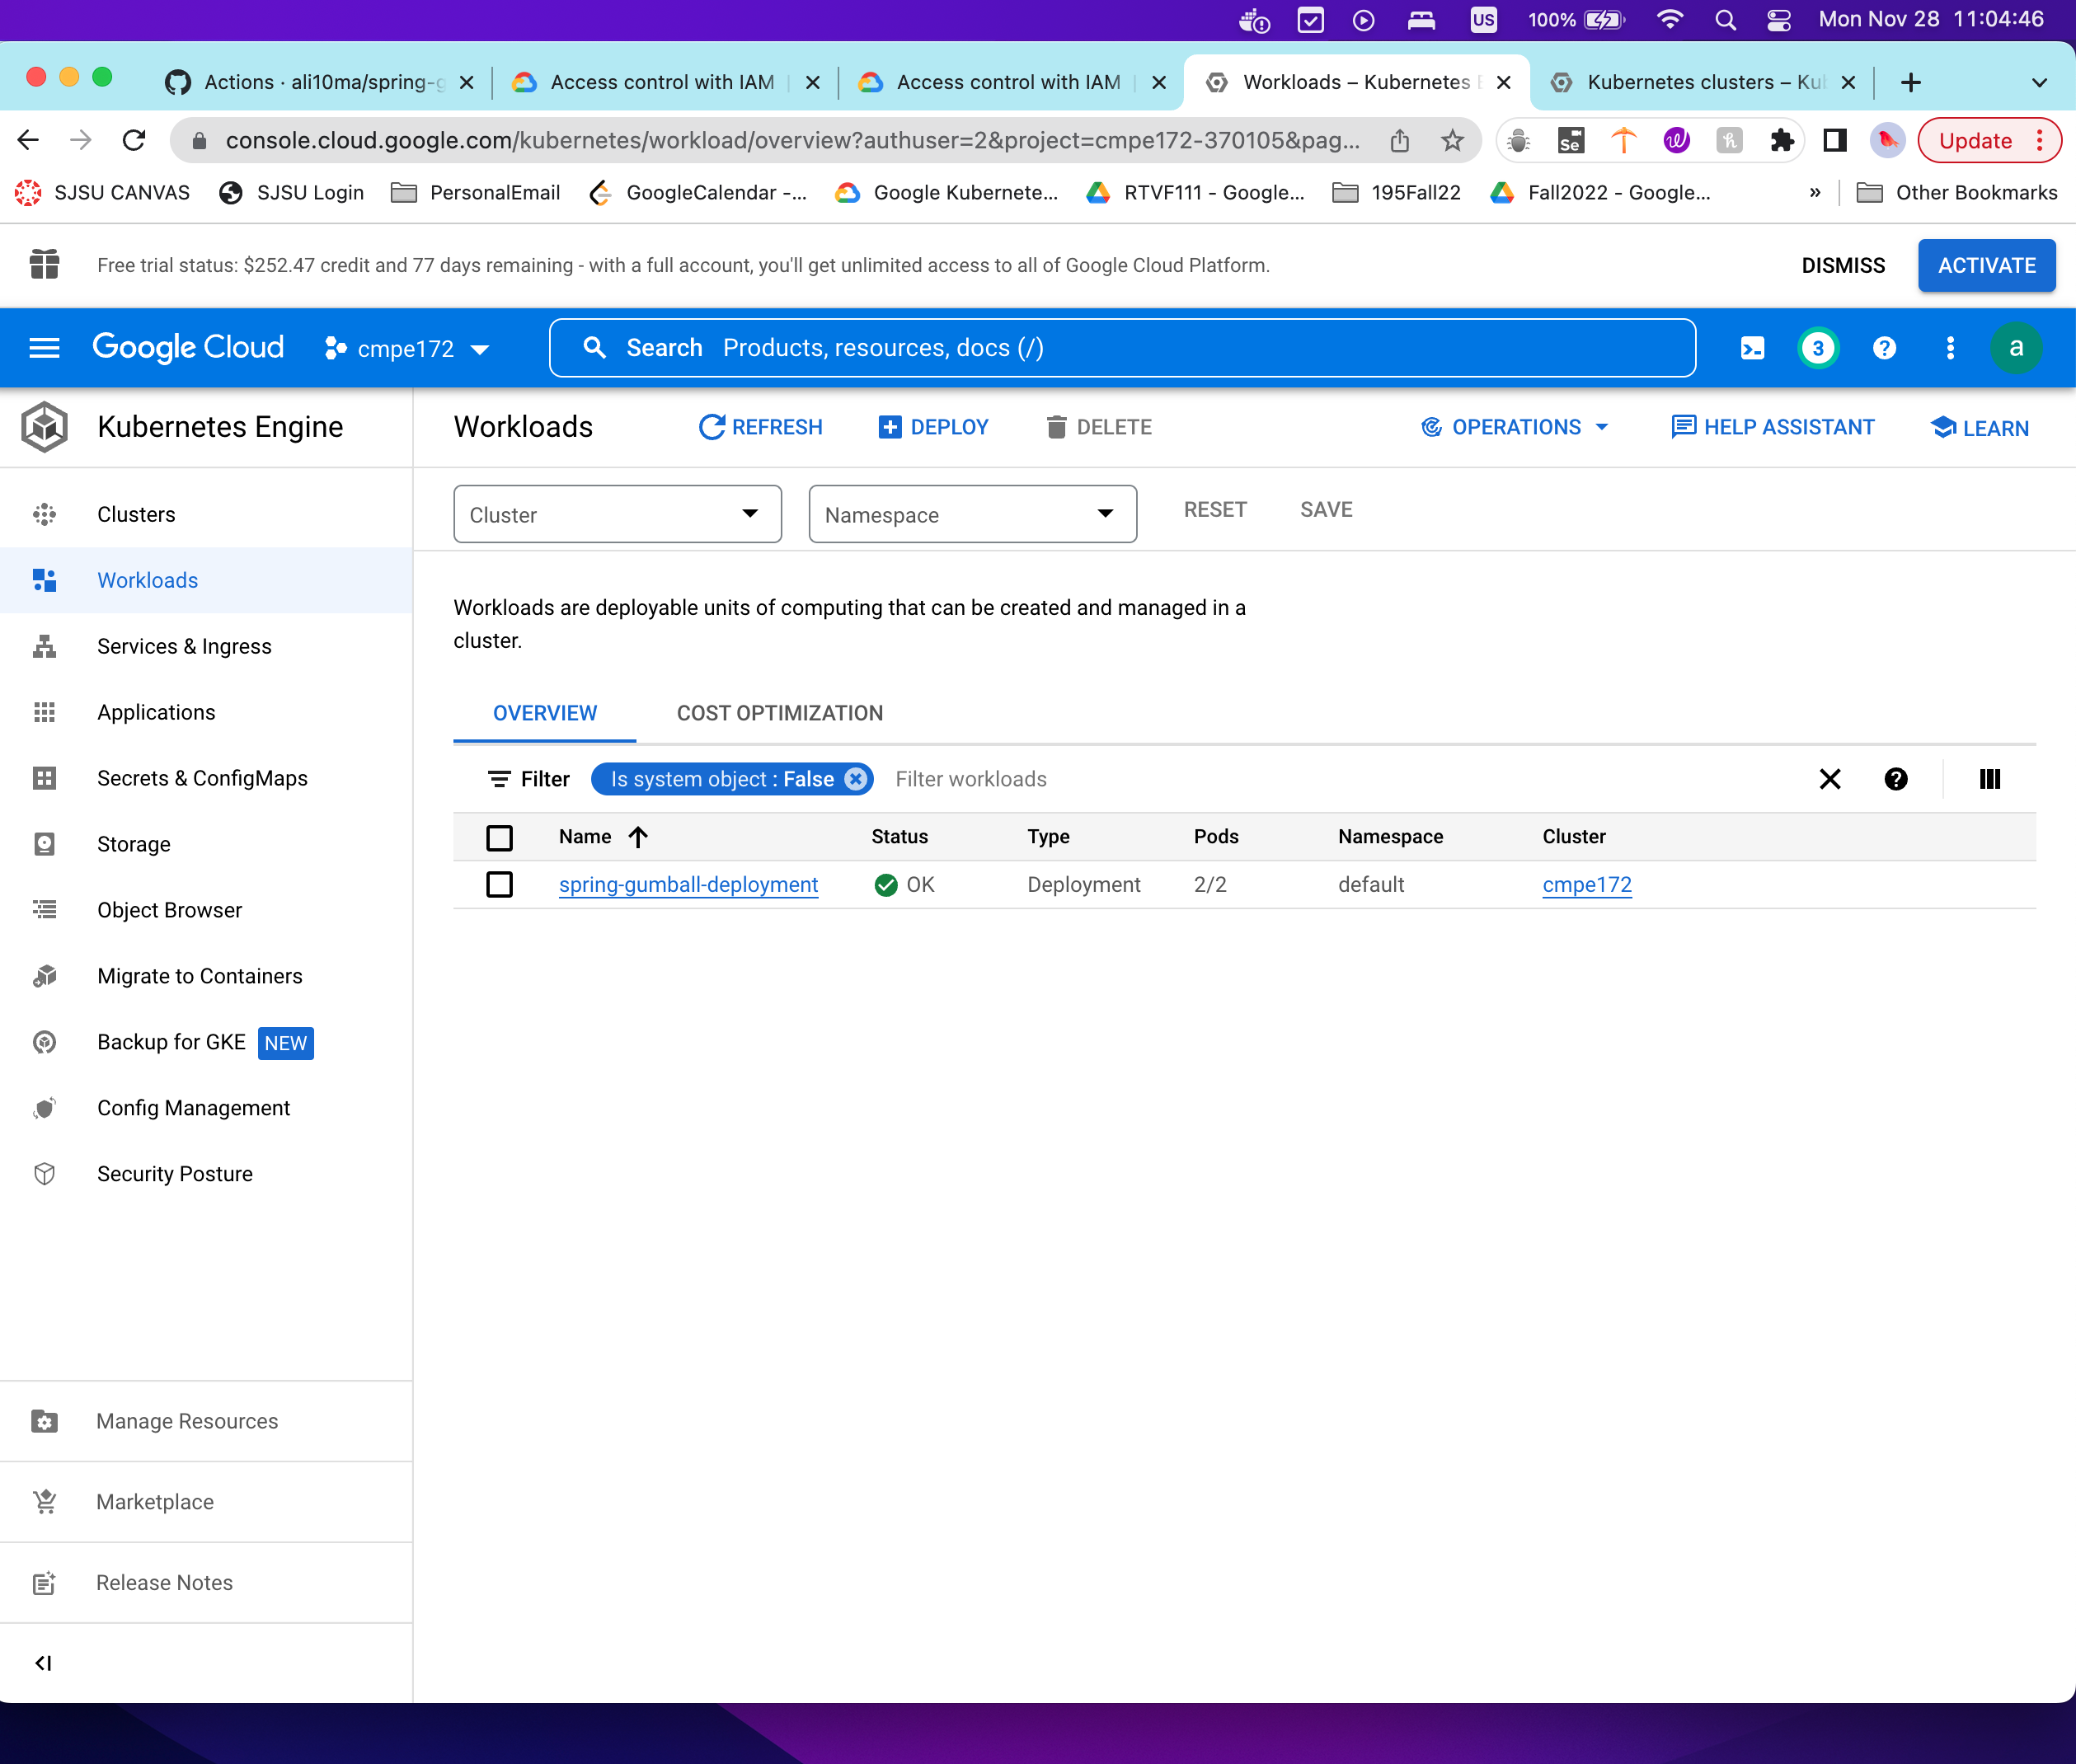 US 100% Mon Nov 28 11:04:46
Actions · ali10ma/spring-g Access control with IAM Access control with IAM Workloads – Kubernetes E Kubernetes clusters – Kub
console.cloud.google.com/kubernetes/workload/overview?authuser=2&project=cmpe172-370105&pag... Se Update
SJSU CANVAS SJSU Login PersonalEmail GoogleCalendar -... Google Kubernete... RTVF111 - Google... 195Fall22 Fall2022 - Google... » Other Bookmarks
Free trial status: $252.47 credit and 77 days remaining - with a full account, you'll get unlimited access to all of Google Cloud Platform. DISMISS ACTIVATE
Google Cloud cmpe172 Search Products, resources, docs (/) 3 a
Kubernetes Engine
Clusters
Workloads
Services & Ingress
Applications
Secrets & ConfigMaps
Storage
Object Browser
Migrate to Containers
Backup for GKE NEW
Config Management
Security Posture
Manage Resources
Marketplace
Release Notes
Workloads REFRESH DEPLOY DELETE OPERATIONS HELP ASSISTANT LEARN
Cluster Namespace RESET SAVE
Workloads are deployable units of computing that can be created and managed in a
cluster.
OVERVIEW COST OPTIMIZATION
Filter Is system object : False Filter workloads
Name Status Type Pods Namespace Cluster
spring-gumball-deployment OK Deployment 2/2 default cmpe172